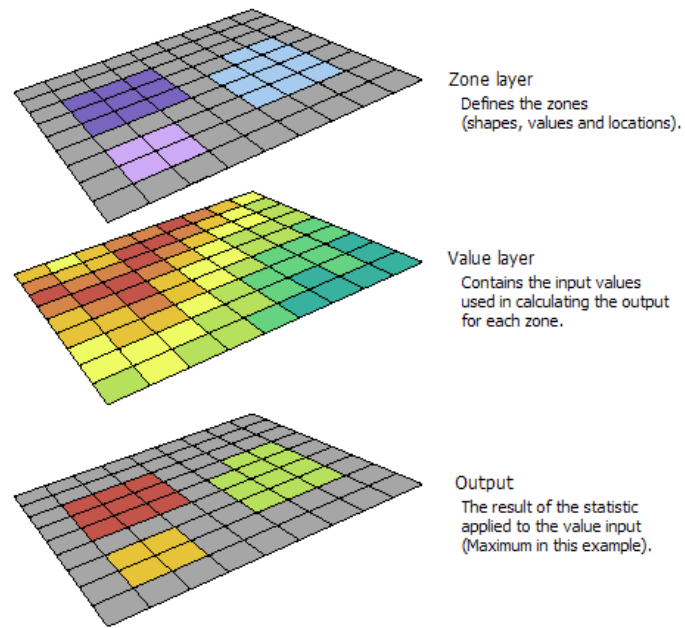 Zone layer
Defines the zones
(shapes, values and locations).
Value layer
Contains the input values
used in calculating the output
for each zone.
Output
The result of the statistic
applied to the value input
(Maximum in this example).